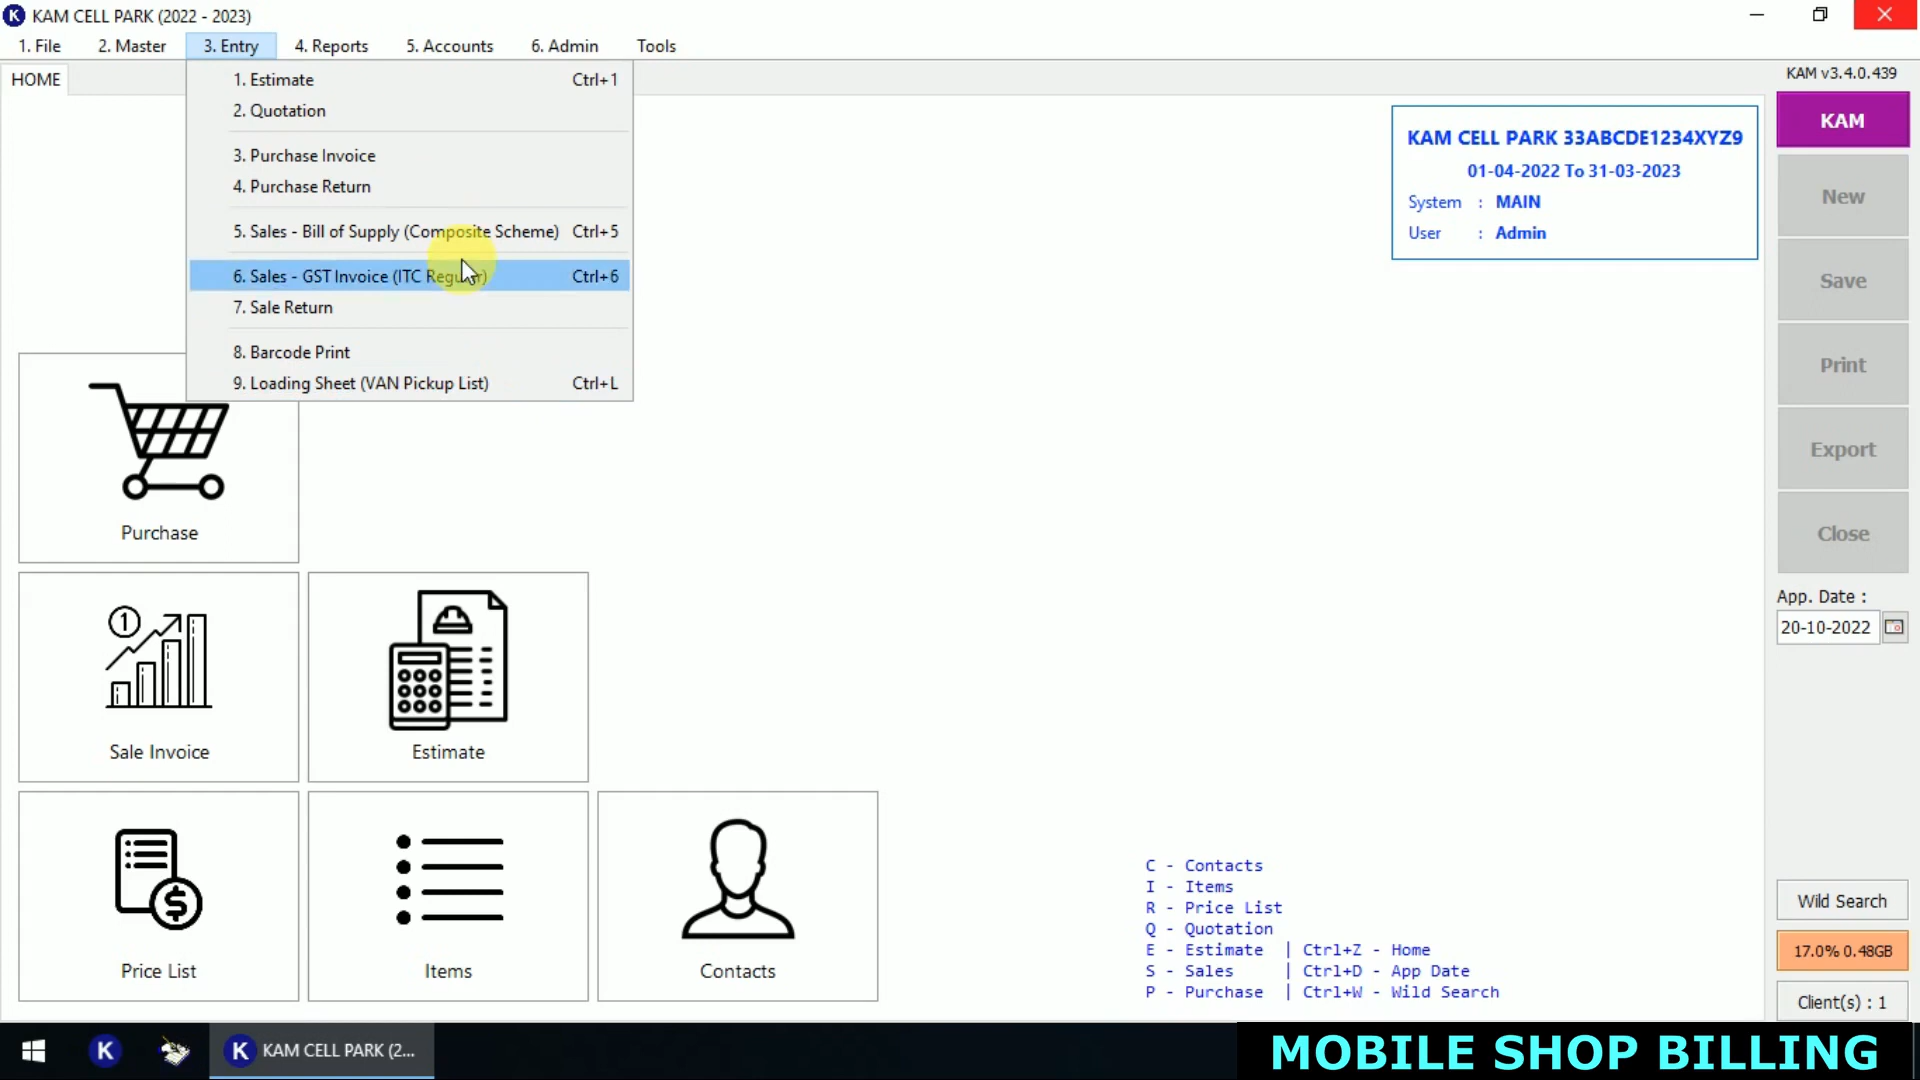 KAM CELL PARK (2022 - 2023)
1. File 2. Master 3. Entry 4. Reports 5. Accounts 6. Admin Tools
HOME
1. Estimate Ctrl+1
2. Quotation
3. Purchase Invoice
4. Purchase Return
5. Sales - Bill of Supply (Composite Scheme) Ctrl+5
6. Sales - GST Invoice (ITC Regular) Ctrl+6
7. Sale Return
8. Barcode Print
9. Loading Sheet (VAN Pickup List) Ctrl+L
KAM CELL PARK 33ABCDE1234XYZ9
01-04-2022 To 31-03-2023
System : MAIN
User : Admin
KAM v3.4.0.439
KAM
New
Save
Print
Export
Close
App. Date :
20-10-2022
Wild Search
17.0% 0.48GB
Client(s) : 1
Purchase
Sale Invoice
Estimate
Price List
Items
Contacts
C - Contacts
I - Items
R - Price List
Q - Quotation
E - Estimate | Ctrl+Z - Home
S - Sales | Ctrl+D - App Date
P - Purchase | Ctrl+W - Wild Search
K
K KAM CELL PARK (2...
MOBILE SHOP BILLING